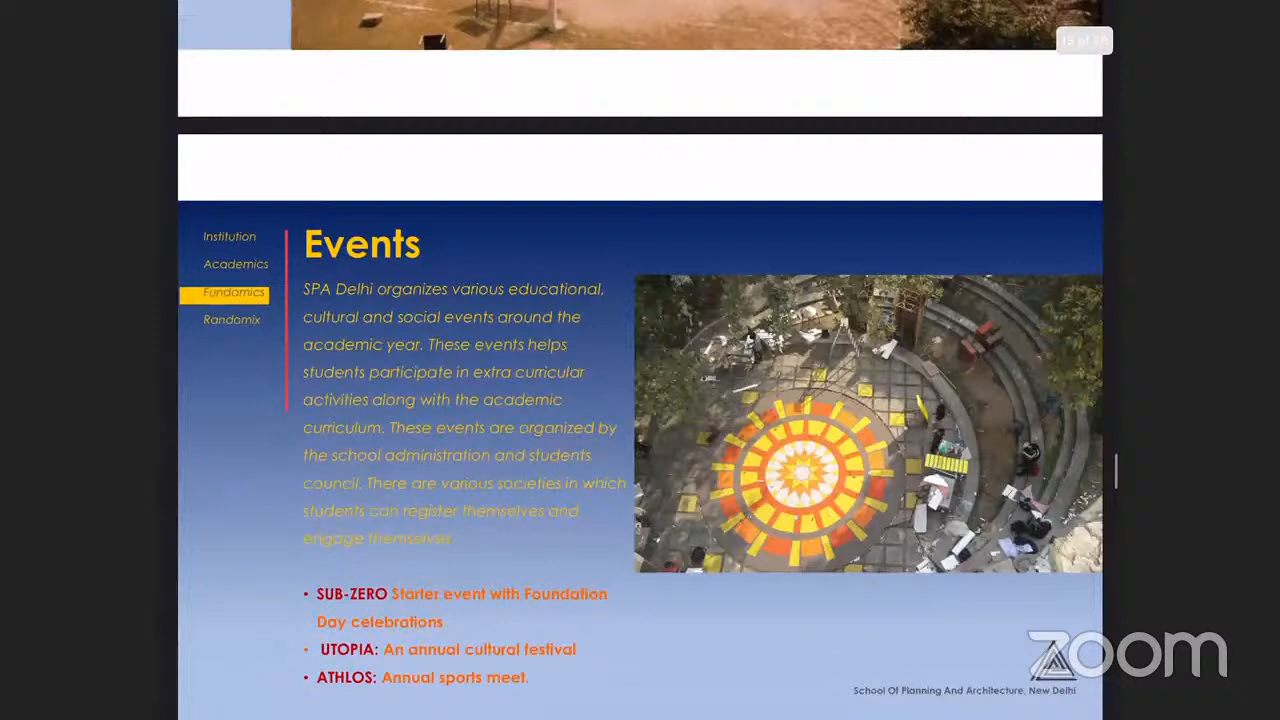 Institution
Academics
Fundamics
Randomix
Events
SPA Delhi organizes various educational,
cultural and social events around the
academic year. These events helps
students participate in extra curricular
activities along with the academic
curriculum. These events are organized by
the school administration and students
council. There are various societies in which
students can register themselves and
engage themselves
• SUB-ZERO Starter event with Foundation
Day celebrations
• UTOPIA: An annual cultural festival
• ATHLOS: Annual sports meet.
zoom
School Of Planning And Architecture, New Delhi